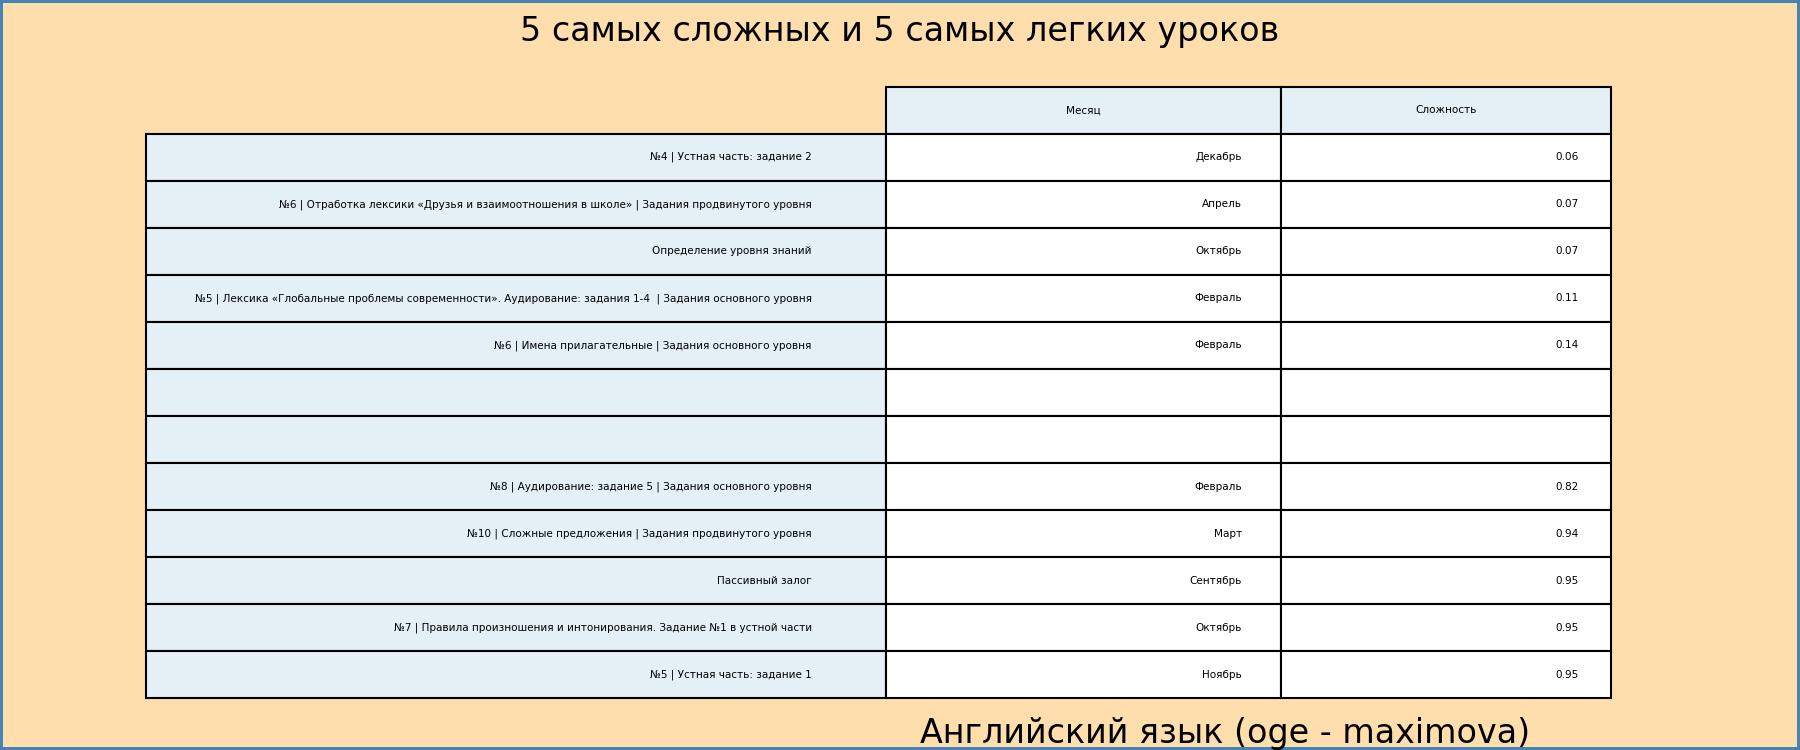 5 самых сложных и 5 самых легких уроков
Месяц Сложность
№4 | Устная часть: задание 2 Декабрь 0.06
№6 | Отработка лексики «Друзья и взаимоотношения в школе» | Задания продвинутого уровня Апрель 0.07
Определение уровня знаний Октябрь 0.07
№5 | Лексика «Глобальные проблемы современности». Аудирование: задания 1-4 | Задания основного уровня Февраль 0.11
№6 | Имена прилагательные | Задания основного уровня Февраль 0.14
№8 | Аудирование: задание 5 | Задания основного уровня Февраль 0.82
№10 | Сложные предложения | Задания продвинутого уровня Март 0.94
Пассивный залог Сентябрь 0.95
№7 | Правила произношения и интонирования. Задание №1 в устной части Октябрь 0.95
№5 | Устная часть: задание 1 Ноябрь 0.95
Английский язык (oge - maximova)